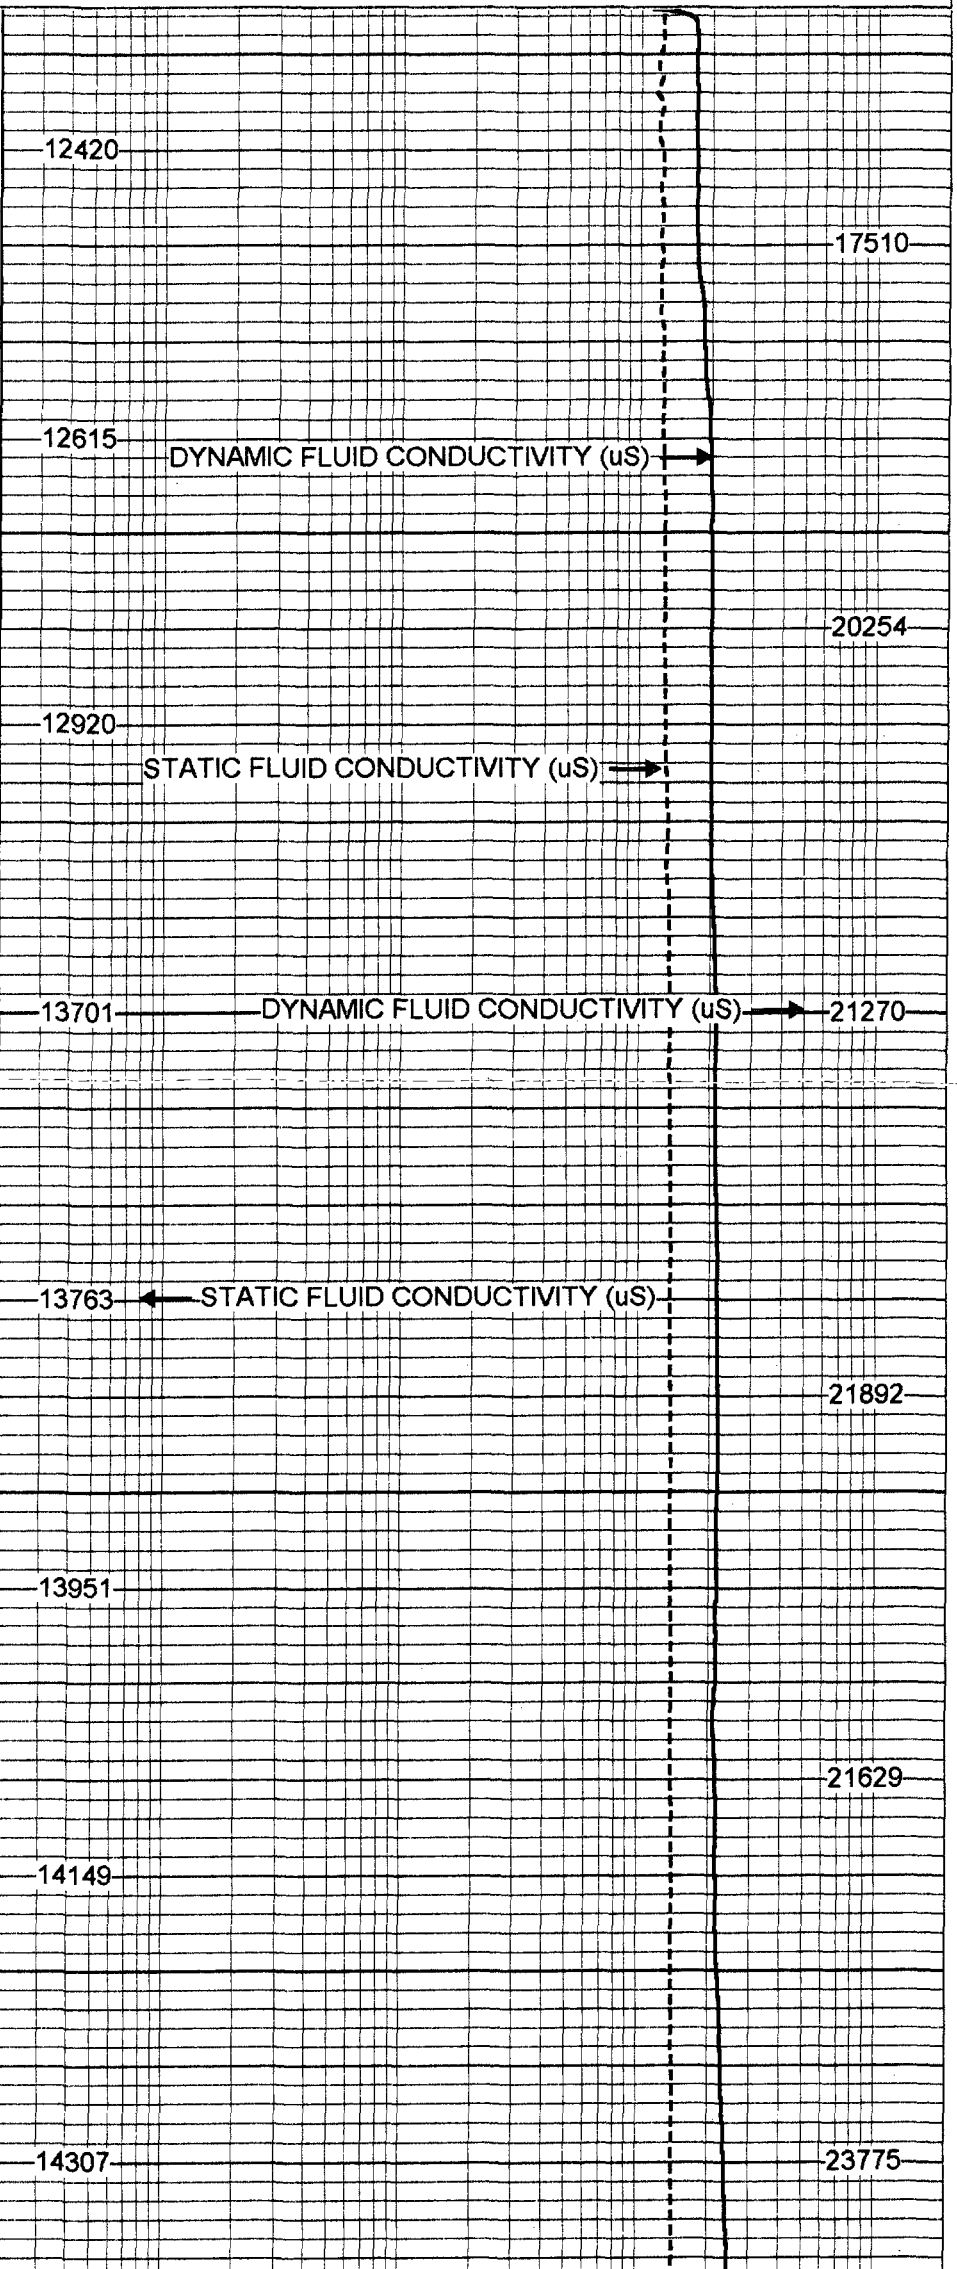 12420
17510
12615
DYNAMIC FLUID CONDUCTIVITY (uS)
20254
12920
STATIC FLUID CONDUCTIVITY (uS)
13701 DYNAMIC FLUID CONDUCTIVITY (uS) 21270
13763 STATIC FLUID CONDUCTIVITY (uS)
21892
13951
21629
14149
14307 23775